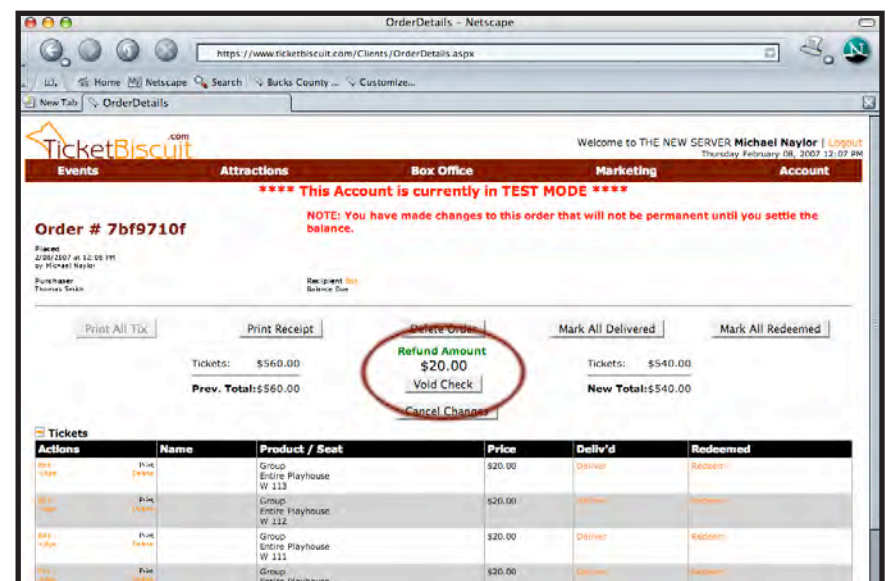 OrderDetails - Netscape
https://www.ticketbiscuit.com/Clients/OrderDetails.aspx
Home My Netscape Search Bucks County ... Customize...
New Tab OrderDetails
TicketBiscuit.com
Welcome to THE NEW SERVER Michael Naylor | Logout
Thursday February 08, 2007 12:07 PM
Events Attractions Box Office Marketing Account
**** This Account is currently in TEST MODE ****
NOTE: You have made changes to this order that will not be permanent until you settle the
balance.
Order # 7bf9710f
Placed
2/08/2007 at 12:05 PM
by Michael Naylor
Purchaser Recipient Edit
Thomas Smith Balance Due
Print All Tix Print Receipt Delete Order Mark All Delivered Mark All Redeemed
Refund Amount
Tickets: $560.00 $20.00 Tickets: $540.00
Void Check
Prev. Total:$560.00 New Total:$540.00
Cancel Changes
Tickets
Actions Name Product / Seat Price Deliv'd Redeemed
Print Group $20.00 Deliver Redeem
Delete Entire Playhouse
W 113
Print Group $20.00
Entire Playhouse
W 112
Print Group $20.00 Deliver Redeem
Entire Playhouse
W 111
Print Group $20.00
Entire Playhouse